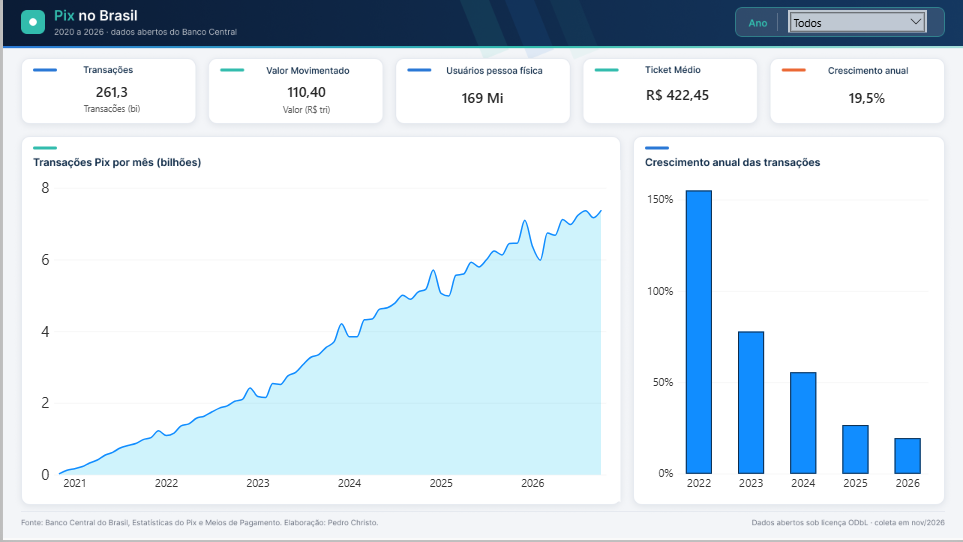 Pix no Brasil
2020 a 2026 · dados abertos do Banco Central
Ano
Todos
Transações
261,3
Transações (bi)
Valor Movimentado
110,40
Valor (R$ tri)
Usuários pessoa física
169 Mi
Ticket Médio
R$ 422,45
Crescimento anual
19,5%
Transações Pix por mês (bilhões)
8
6
4
2
0
2021 2022 2023 2024 2025 2026
Crescimento anual das transações
150%
100%
50%
0%
2022 2023 2024 2025 2026
Fonte: Banco Central do Brasil, Estatísticas do Pix e Meios de Pagamento. Elaboração: Pedro Christo.
Dados abertos sob licença ODbL · coleta em nov/2026